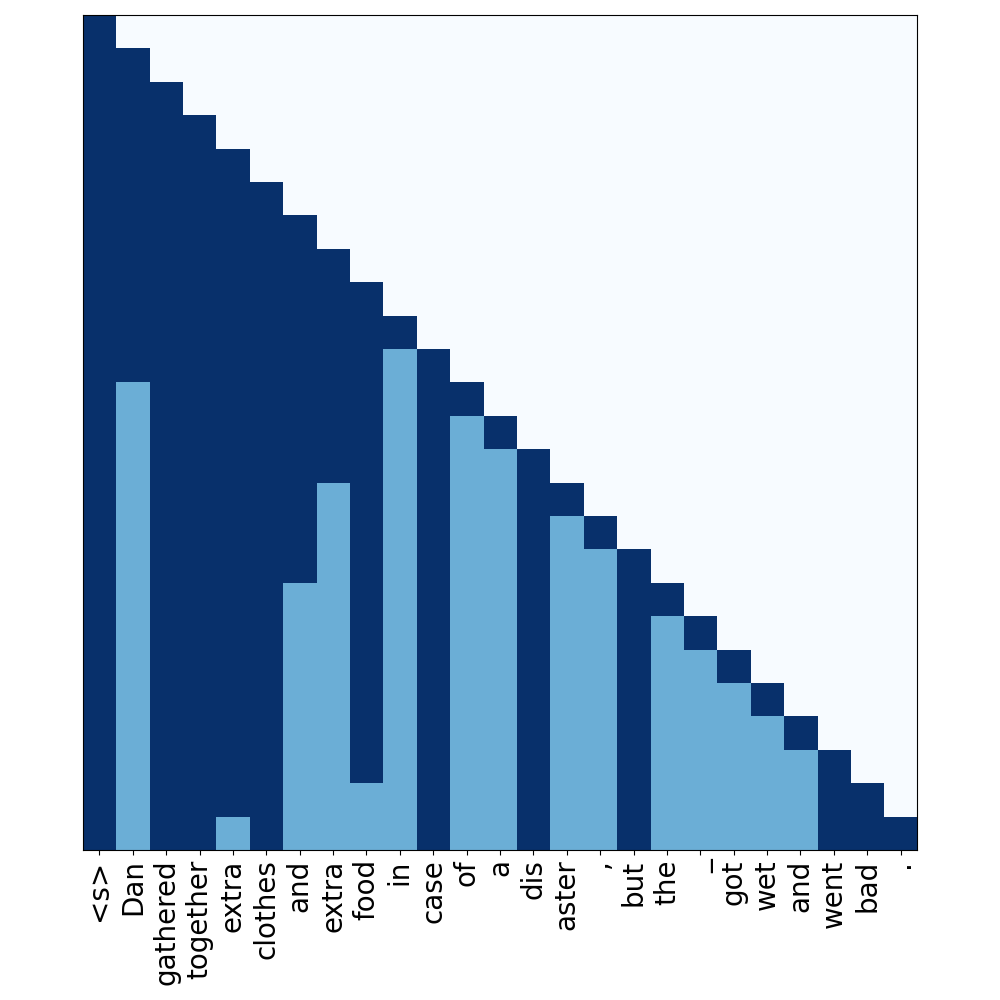 <s>
Dan
gathered
together
extra
clothes
and
extra
food
in
case
of
a
dis
aster
,
but
the
_
got
wet
and
went
bad
.